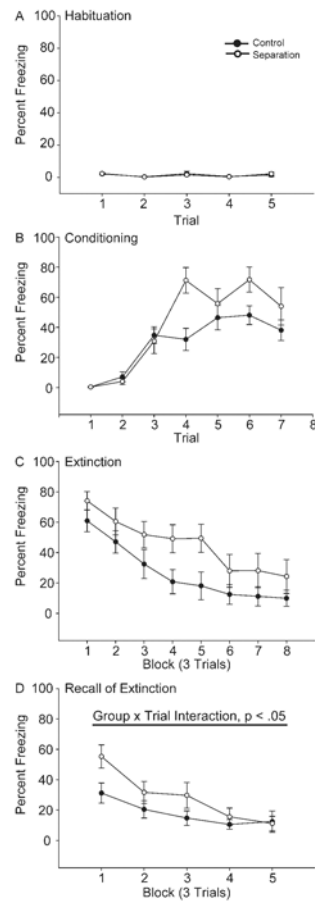 A Habituation
Control
Separation
Percent Freezing
100
80
60
40
20
0
1 2 3 4 5
Trial
B Conditioning
Percent Freezing
100
80
60
40
20
0
1 2 3 4 5 6 7 8
Trial
C Extinction
Percent Freezing
100
80
60
40
20
0
1 2 3 4 5 6 7 8
Block (3 Trials)
D Recall of Extinction
Group x Trial Interaction, p < .05
Percent Freezing
100
80
60
40
20
0
1 2 3 4 5
Block (3 Trials)